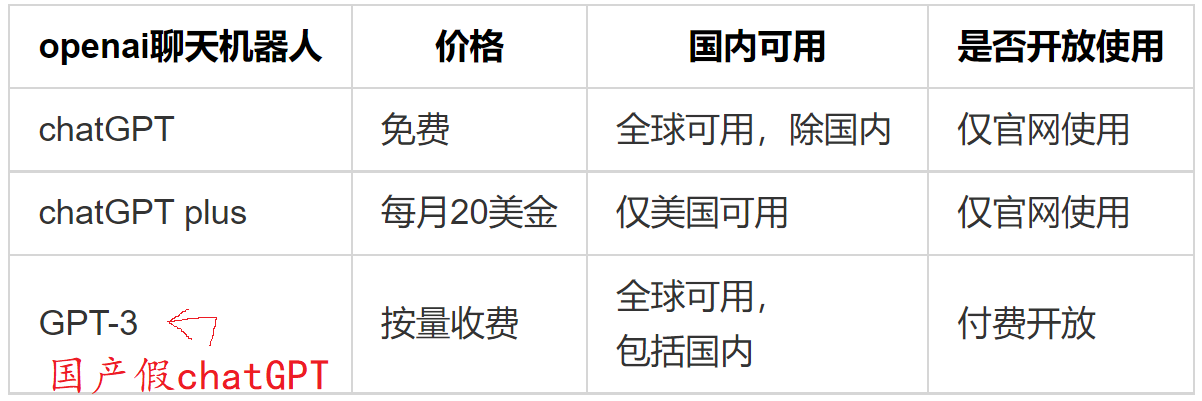 openai聊天机器人 价格 国内可用 是否开放使用
chatGPT 免费 全球可用，除国内 仅官网使用
chatGPT plus 每月20美金 仅美国可用 仅官网使用
GPT-3 按量收费 全球可用， 付费开放
包括国内
国产假chatGPT